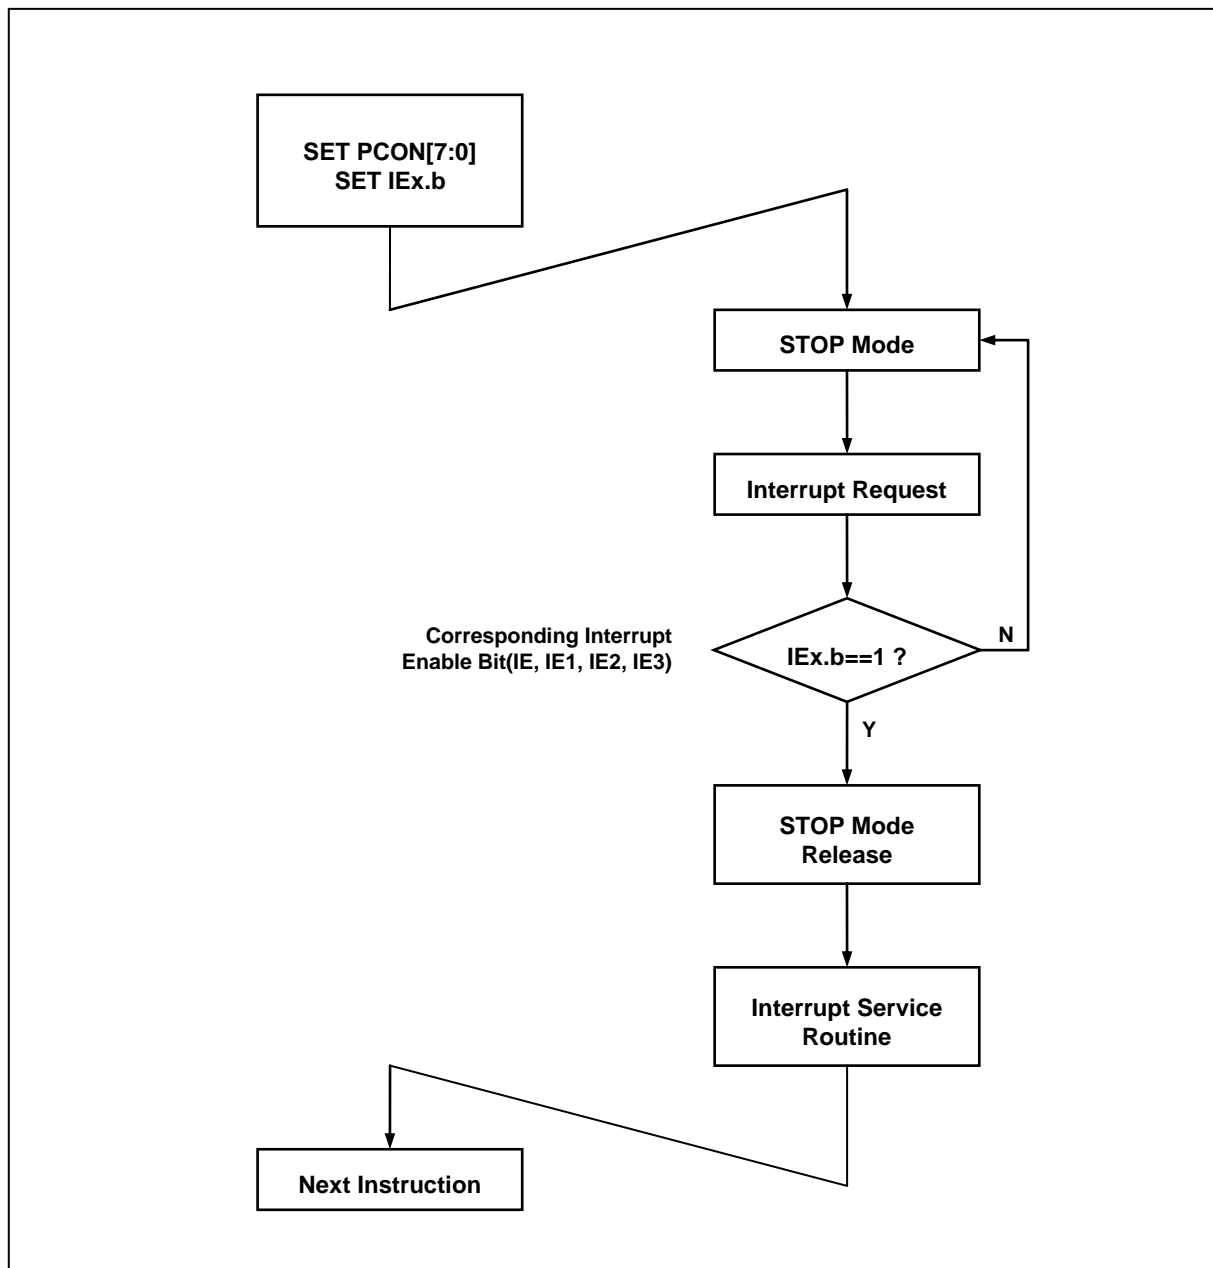 SET PCON[7:0]
SET IEx.b
STOP Mode
Interrupt Request
Corresponding Interrupt
Enable Bit(IE, IE1, IE2, IE3)
IEx.b==1 ?
N
Y
STOP Mode
Release
Interrupt Service
Routine
Next Instruction